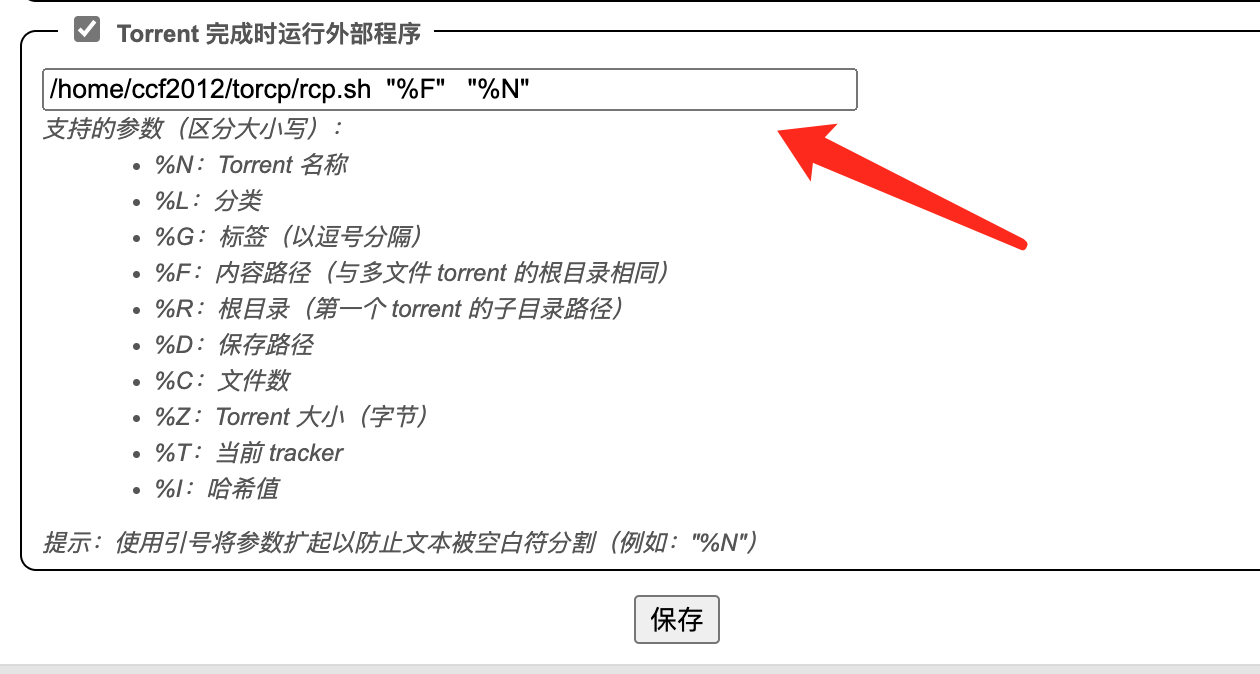 Torrent 完成时运行外部程序
/home/ccf2012/torcp/rcp.sh  "%F"   "%N"
支持的参数（区分大小写）：
• %N：Torrent 名称
• %L：分类
• %G：标签（以逗号分隔）
• %F：内容路径（与多文件 torrent 的根目录相同）
• %R：根目录（第一个 torrent 的子目录路径）
• %D：保存路径
• %C：文件数
• %Z：Torrent 大小（字节）
• %T：当前 tracker
• %I：哈希值
提示：使用引号将参数扩起以防止文本被空白符分割（例如："%N"）
保存